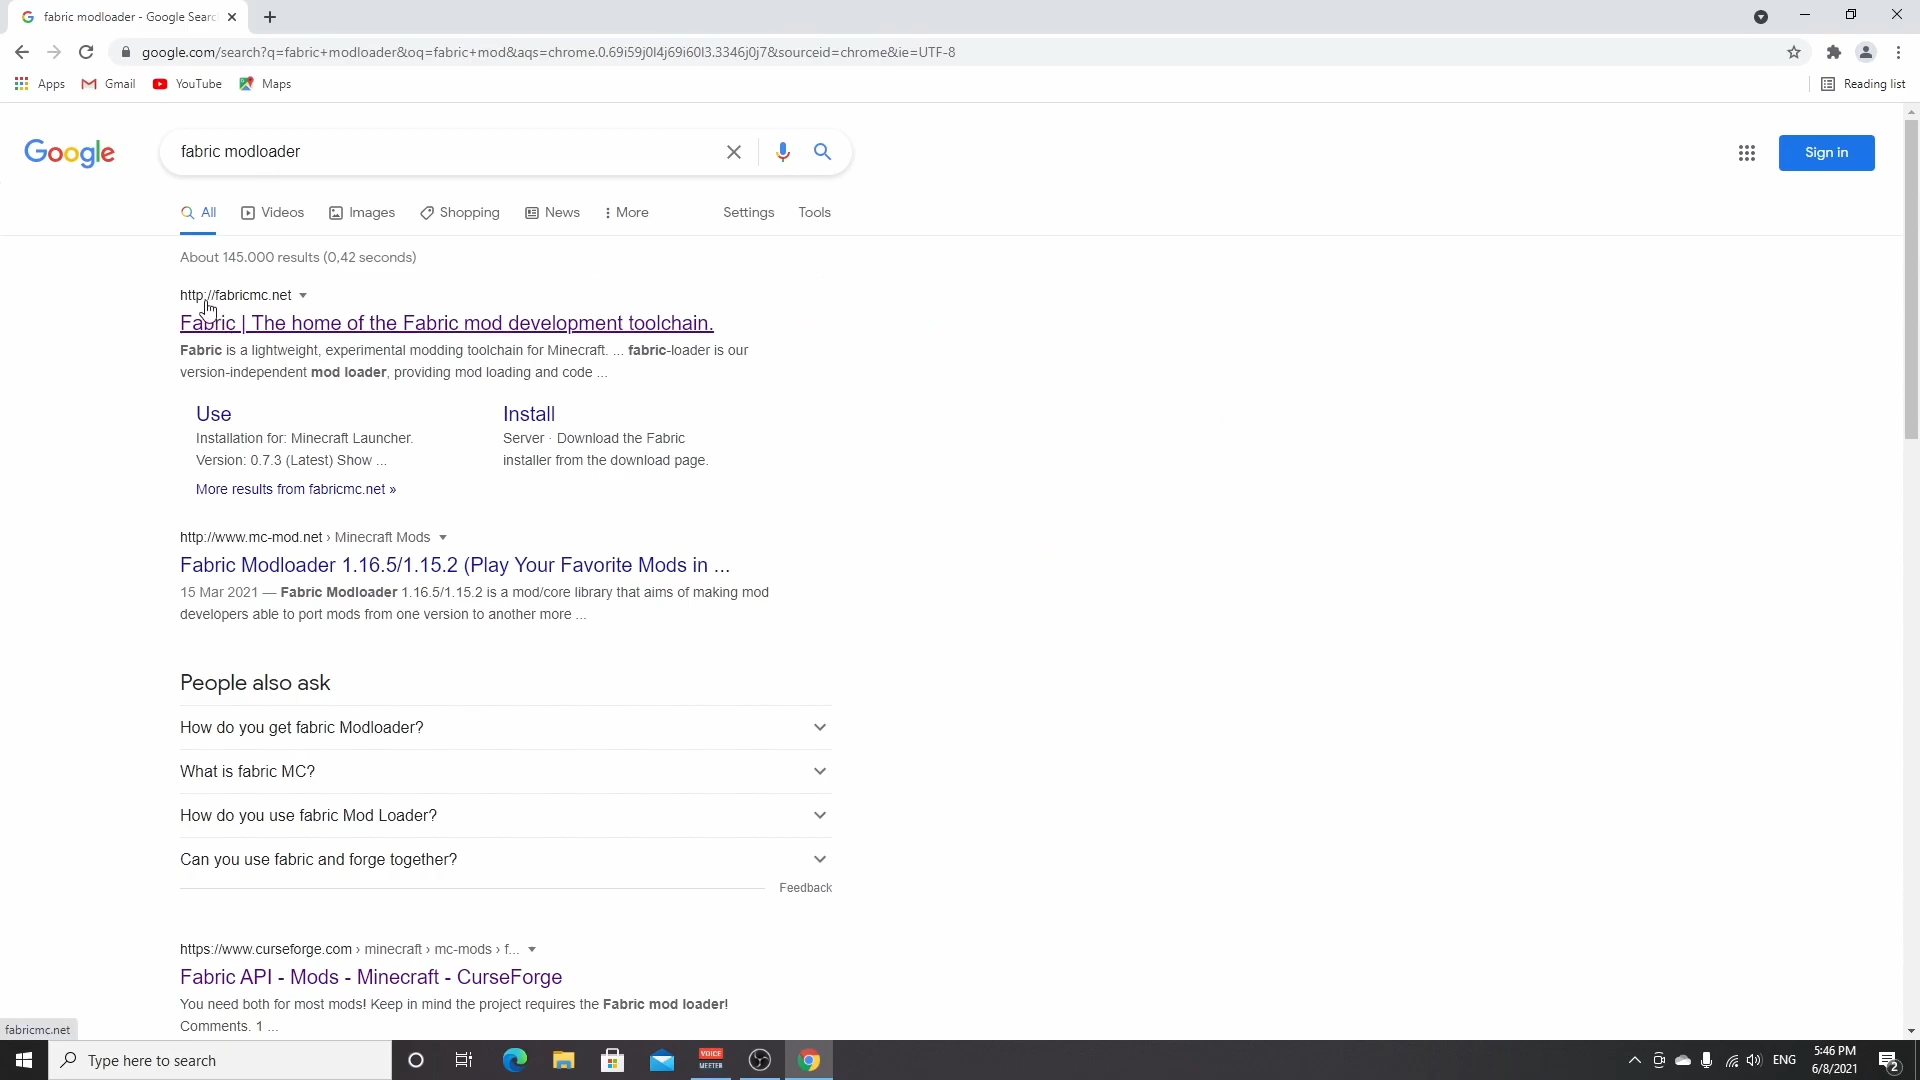 fabric modloader - Google Searc
google.com/search?q=fabric+modloader&oq=fabric+mod&aqs=chrome.0.69i59j0l4j69i60l3.3346j0j7&sourceid=chrome&ie=UTF-8
Apps Gmail YouTube Maps Reading list
Google fabric modloader Sign in
All Videos Images Shopping News More Settings Tools
About 145.000 results (0,42 seconds)
http://fabricmc.net
Fabric | The home of the Fabric mod development toolchain.
Fabric is a lightweight, experimental modding toolchain for Minecraft. ... fabric-loader is our
version-independent mod loader, providing mod loading and code ...
Use
Installation for: Minecraft Launcher.
Version: 0.7.3 (Latest) Show ...
Install
Server · Download the Fabric
installer from the download page.
More results from fabricmc.net »
http://www.mc-mod.net › Minecraft Mods
Fabric Modloader 1.16.5/1.15.2 (Play Your Favorite Mods in ...
15 Mar 2021 — Fabric Modloader 1.16.5/1.15.2 is a mod/core library that aims of making mod
developers able to port mods from one version to another more ...
People also ask
How do you get fabric Modloader?
What is fabric MC?
How do you use fabric Mod Loader?
Can you use fabric and forge together?
Feedback
https://www.curseforge.com › minecraft › mc-mods › f...
Fabric API - Mods - Minecraft - CurseForge
You need both for most mods! Keep in mind the project requires the Fabric mod loader!
Comments. 1 ...
fabricmc.net
Type here to search
VOICE
MEETER
ENG
5:46 PM
6/8/2021
2